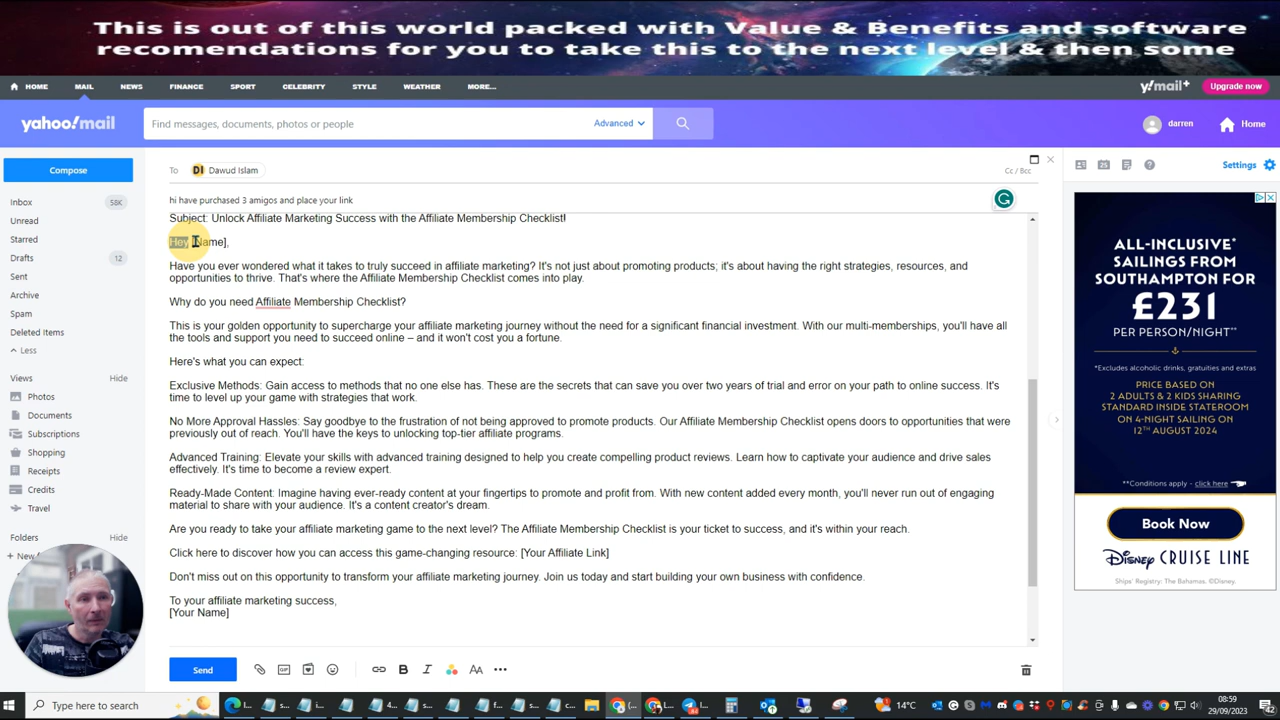 This is out of this world packed with Value & Benefits and softwre
recomendations for you to take this to the next level & then some
HOME MAIL NEWS FINANCE SPORT CELEBRITY STYLE WEATHER MORE...
y!mail+ Upgrade now
yahoo!mail
Find messages, documents, photos or people
Advanced
darren
Home
Compose
To DI Dawud Islam
Cc / Bcc
Settings
hi have purchased 3 amigos and place your link
Inbox 58K
Unread
Starred
Drafts 12
Sent
Archive
Spam
Deleted Items
Less
Views Hide
Photos
Documents
Subscriptions
Shopping
Receipts
Credits
Travel
Folders Hide
+ New
Subject: Unlock Affiliate Marketing Success with the Affiliate Membership Checklist!
Hey [Name],
Have you ever wondered what it takes to truly succeed in affiliate marketing? It's not just about promoting products; it's about having the right strategies, resources, and
opportunities to thrive. That's where the Affiliate Membership Checklist comes into play.
Why do you need Affiliate Membership Checklist?
This is your golden opportunity to supercharge your affiliate marketing journey without the need for a significant financial investment. With our multi-memberships, you'll have all
the tools and support you need to succeed online – and it won't cost you a fortune.
Here's what you can expect:
Exclusive Methods: Gain access to methods that no one else has. These are the secrets that can save you over two years of trial and error on your path to online success. It's
time to level up your game with strategies that work.
No More Approval Hassles: Say goodbye to the frustration of not being approved to promote products. Our Affiliate Membership Checklist opens doors to opportunities that were
previously out of reach. You'll have the keys to unlocking top-tier affiliate programs.
Advanced Training: Elevate your skills with advanced training designed to help you create compelling product reviews. Learn how to captivate your audience and drive sales
effectively. It's time to become a review expert.
Ready-Made Content: Imagine having ever-ready content at your fingertips to promote and profit from. With new content added every month, you'll never run out of engaging
material to share with your audience. It's a content creator's dream.
Are you ready to take your affiliate marketing game to the next level? The Affiliate Membership Checklist is your ticket to success, and it's within your reach.
Click here to discover how you can access this game-changing resource: [Your Affiliate Link]
Don't miss out on this opportunity to transform your affiliate marketing journey. Join us today and start building your own business with confidence.
To your affiliate marketing success,
[Your Name]
Send
GIF
AA
ALL-INCLUSIVE*
SAILINGS FROM
SOUTHAMPTON FOR
£231
PER PERSON/NIGHT**
*Excludes alcoholic drinks, gratuities and extras
PRICE BASED ON
2 ADULTS & 2 KIDS SHARING
STANDARD INSIDE STATEROOM
ON 4-NIGHT SAILING ON
12TH AUGUST 2024
**Conditions apply - click here
Book Now
Disney CRUISE LINE
Ships' Registry: The Bahamas. ©Disney.
Type here to search
14°C
08:59
29/09/2023